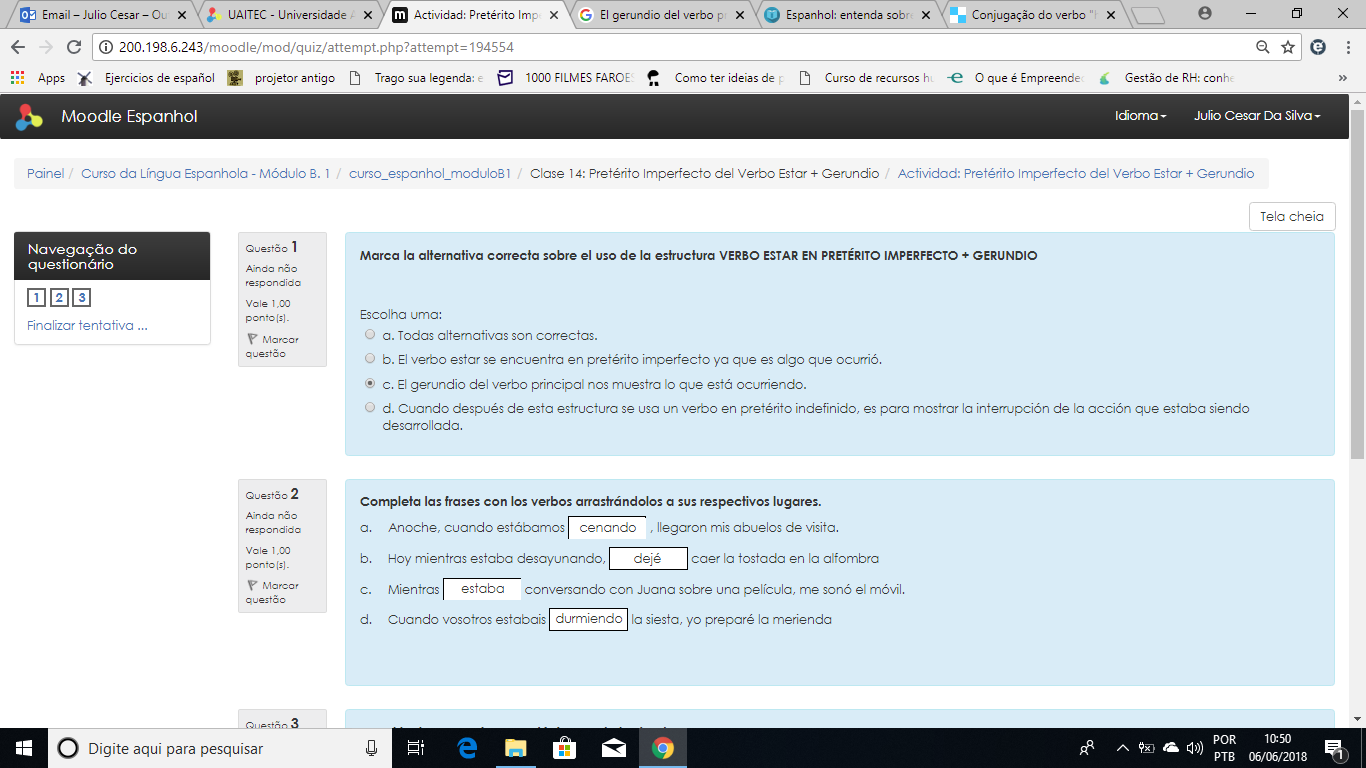 Email – Julio Cesar – Ou
UAITEC - Universidade A
Actividad: Pretérito Impe
El gerundio del verbo pr
Espanhol: entenda sobre
Conjugação do verbo "h
200.198.6.243/moodle/mod/quiz/attempt.php?attempt=194554
Apps
Ejercicios de español
projetor antigo
Trago sua legenda: e
1000 FILMES FAROES
Como ter ideias de p
Curso de recursos hu
O que é Empreende
Gestão de RH: conhe
Moodle Espanhol
Idioma
Julio Cesar Da Silva
Painel / Curso da Língua Espanhola - Módulo B. 1 / curso_espanhol_moduloB1 / Clase 14: Pretérito Imperfecto del Verbo Estar + Gerundio / Actividad: Pretérito Imperfecto del Verbo Estar + Gerundio
Tela cheia
Navegação do
questionário
1 2 3
Finalizar tentativa ...
Questão 1
Ainda não
respondida
Vale 1,00
ponto(s).
Marcar
questão
Marca la alternativa correcta sobre el uso de la estructura VERBO ESTAR EN PRETÉRITO IMPERFECTO + GERUNDIO
Escolha uma:
a. Todas alternativas son correctas.
b. El verbo estar se encuentra en pretérito imperfecto ya que es algo que ocurrió.
c. El gerundio del verbo principal nos muestra lo que está ocurriendo.
d. Cuando después de esta estructura se usa un verbo en pretérito indefinido, es para mostrar la interrupción de la acción que estaba siendo
desarrollada.
Questão 2
Ainda não
respondida
Vale 1,00
ponto(s).
Marcar
questão
Completa las frases con los verbos arrastrándolos a sus respectivos lugares.
a. Anoche, cuando estábamos cenando , llegaron mis abuelos de visita.
b. Hoy mientras estaba desayunando, dejé caer la tostada en la alfombra
c. Mientras estaba conversando con Juana sobre una película, me sonó el móvil.
d. Cuando vosotros estabais durmiendo la siesta, yo preparé la merienda
Questão 3
Digite aqui para pesquisar
POR
PTB
10:50
06/06/2018
1